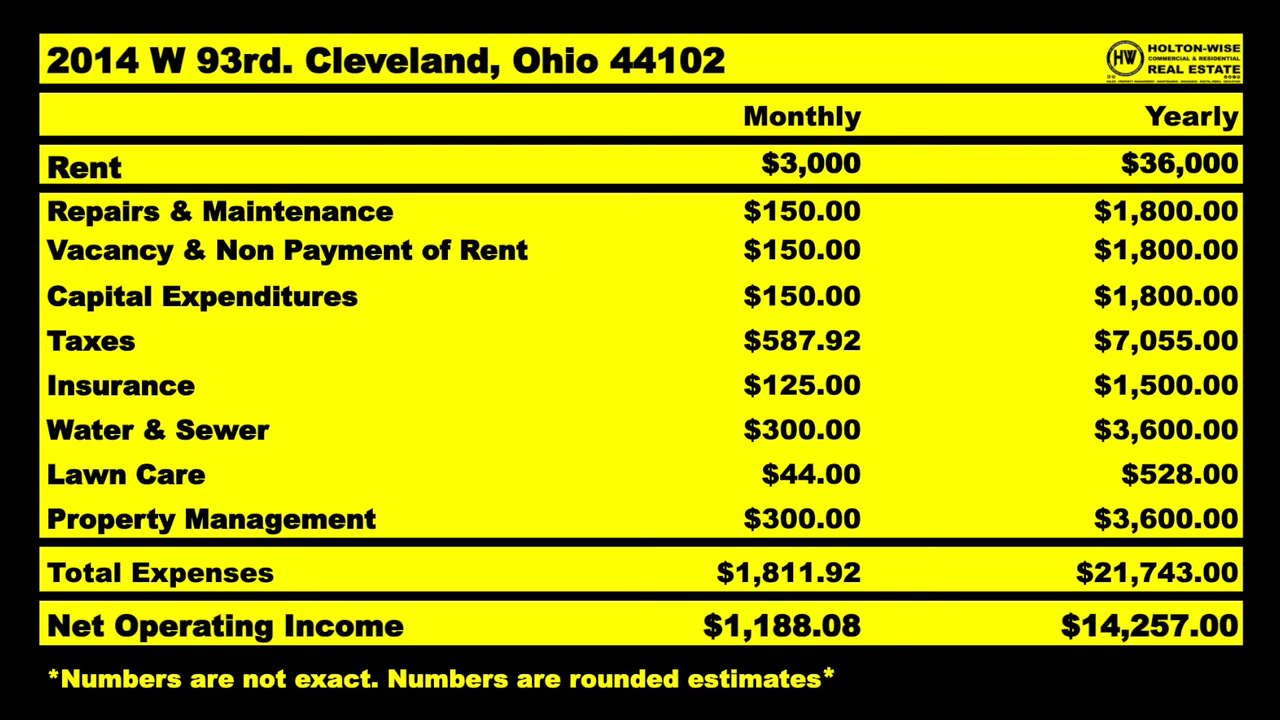 2014 W 93rd. Cleveland, Ohio 44102
HW
HOLTON-WISE
COMMERCIAL & RESIDENTIAL
REAL ESTATE
Monthly Yearly
Rent $3,000 $36,000
Repairs & Maintenance $150.00 $1,800.00
Vacancy & Non Payment of Rent $150.00 $1,800.00
Capital Expenditures $150.00 $1,800.00
Taxes $587.92 $7,055.00
Insurance $125.00 $1,500.00
Water & Sewer $300.00 $3,600.00
Lawn Care $44.00 $528.00
Property Management $300.00 $3,600.00
Total Expenses $1,811.92 $21,743.00
Net Operating Income $1,188.08 $14,257.00
*Numbers are not exact. Numbers are rounded estimates*